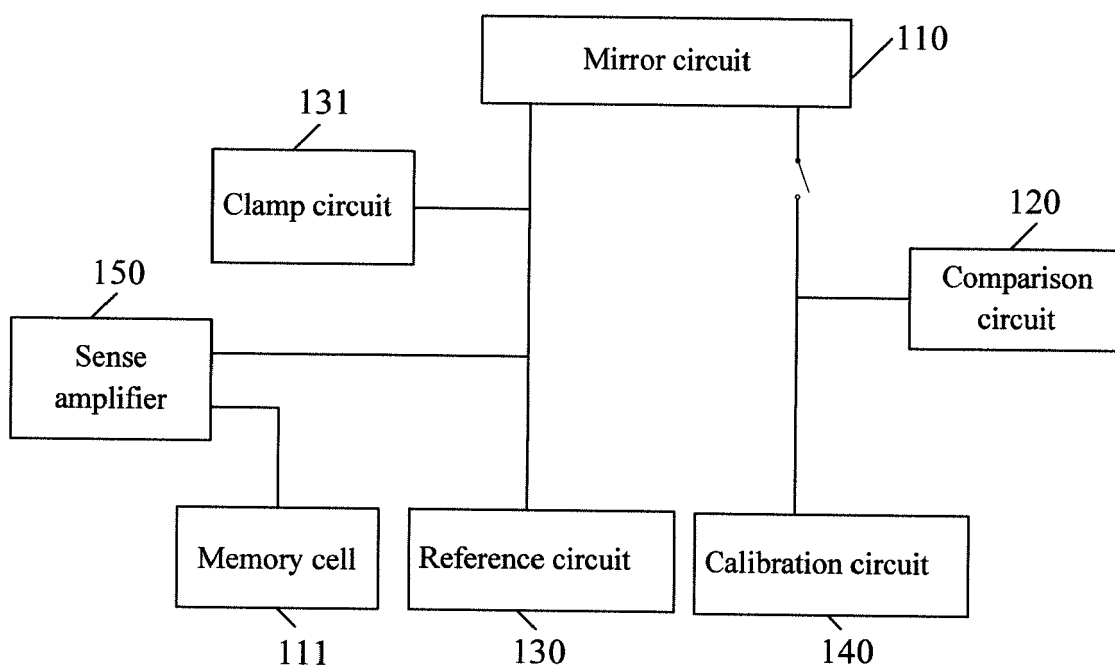 Mirror circuit
110
131
Clamp circuit
120
Comparison
circuit
150
Sense
amplifier
Memory cell
Reference circuit
Calibration circuit
111
130
140